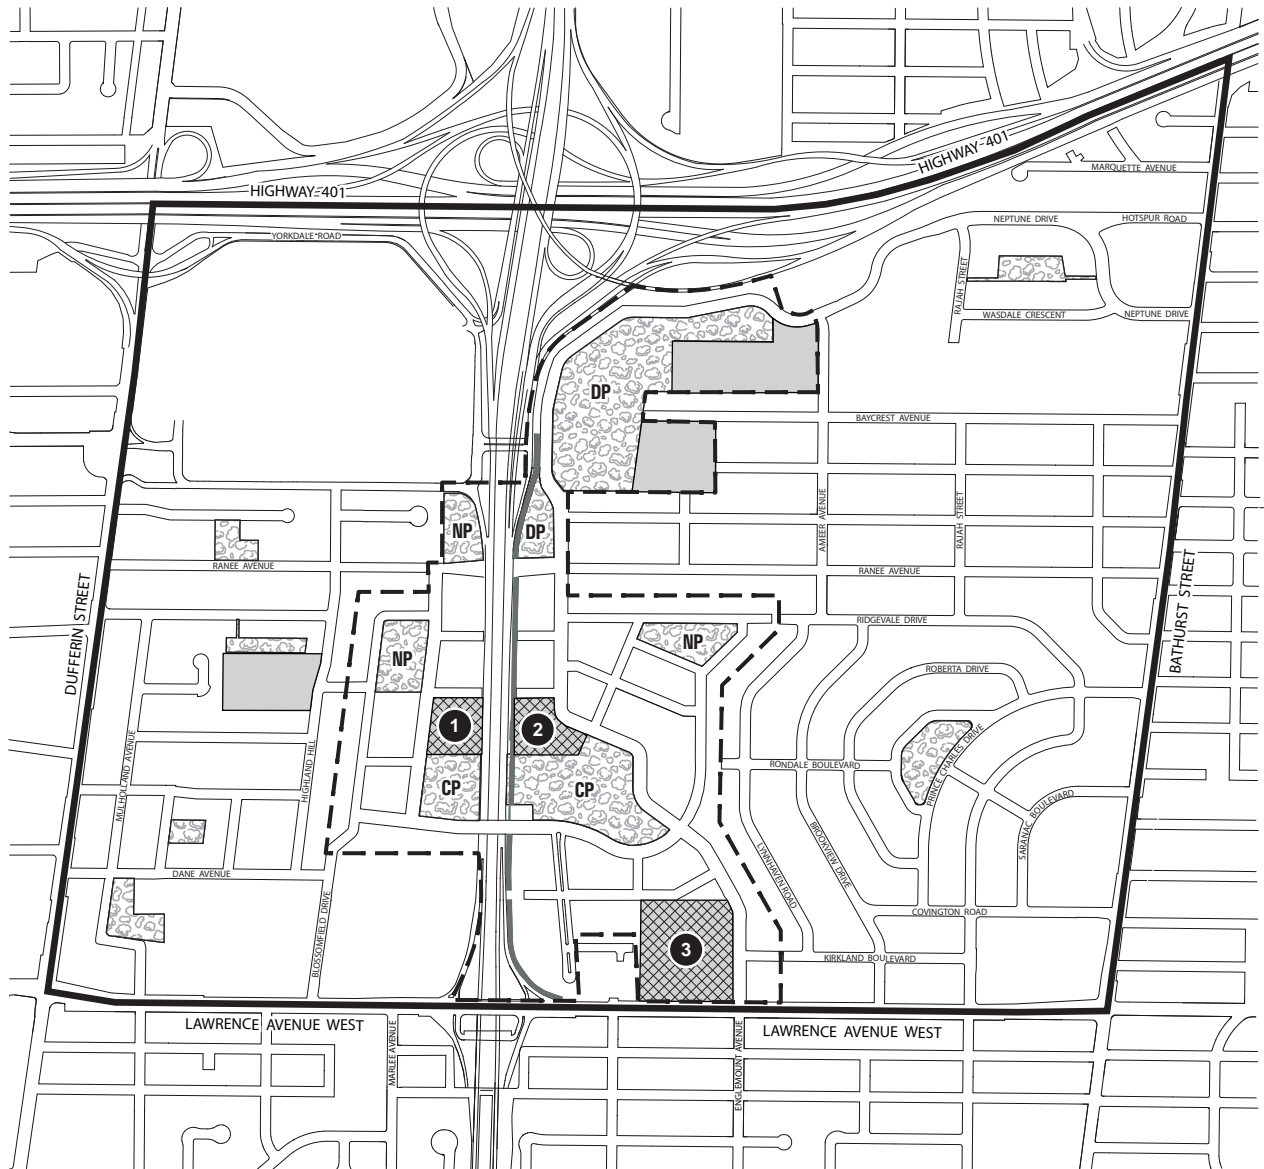 HIGHWAY 401
HIGHWAY 401
MARQUETTE AVENUE
NEPTUNE DRIVE
HOTSPUR ROAD
YORKDALE ROAD
RAJAH STREET
WASDALE CRESCENT
NEPTUNE DRIVE
DP
BAYCREST AVENUE
NP
DP
AMEER AVENUE
RAJAH STREET
RANEE AVENUE
RANEE AVENUE
DUFFERIN STREET
BATHURST STREET
RIDGEVALE DRIVE
NP
NP
ROBERTA DRIVE
1
2
MULHOLLAND AVENUE
HIGHLAND HILL
RONDALE BOULEVARD
PRINCE CHARLES DRIVE
CP
CP
SARANAC BOULEVARD
BROOKVIEW DRIVE
LYNNHAVEN ROAD
DANE AVENUE
BLOSSOMFIELD DRIVE
COVINGTON ROAD
3
KIRKLAND BOULEVARD
LAWRENCE AVENUE WEST
LAWRENCE AVENUE WEST
MARLEE AVENUE
ENGLEMOUNT AVENUE